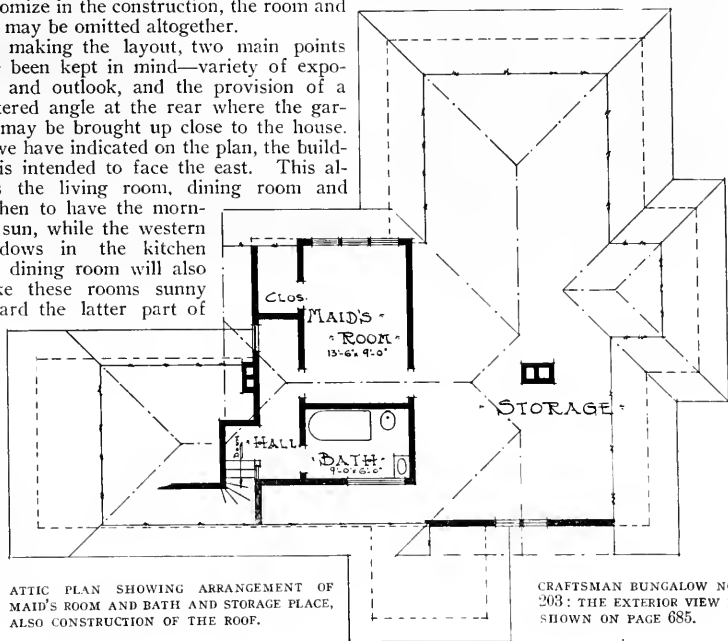 omize in the construction, the room and
may be omitted altogether.
making the layout, two main points
been kept in mind—variety of expo-
and outlook, and the provision of a
tered angle at the rear where the gar-
may be brought up close to the house.
we have indicated on the plan, the build-
is intended to face the east. This al-
the living room, dining room and
hen to have the morn-
sun, while the western
dows in the kitchen
dining room will also
ke these rooms sunny
ard the latter part of
CLOS.
MAID'S
ROOM
13'-6" x 9'-0"
STORAGE
HALL
BATH
9'-0" x 6'-0"
ATTIC PLAN SHOWING ARRANGEMENT OF
MAID'S ROOM AND BATH AND STORAGE PLACE,
ALSO CONSTRUCTION OF THE ROOF.
CRAFTSMAN BUNGALOW NO
203: THE EXTERIOR VIEW
SHOWN ON PAGE 685.